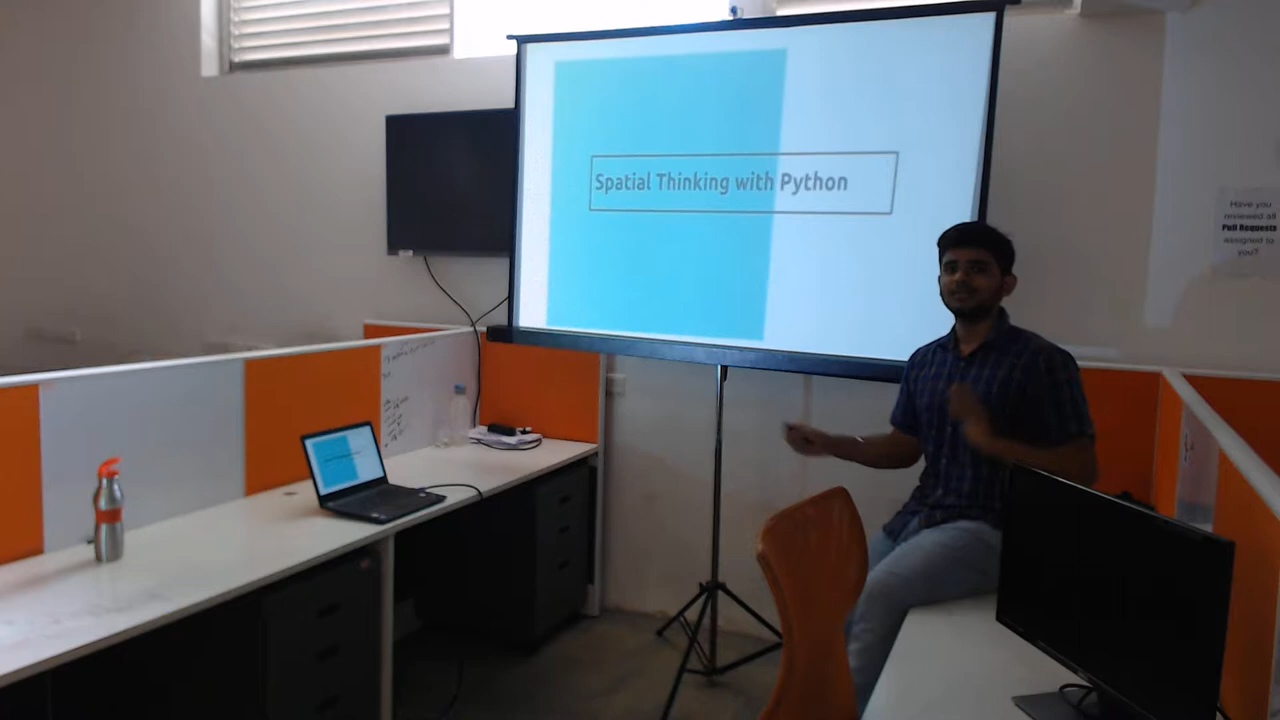 Spatial Thinking with Python
Have you
reviewed all
Pull Requests
assigned to
you?